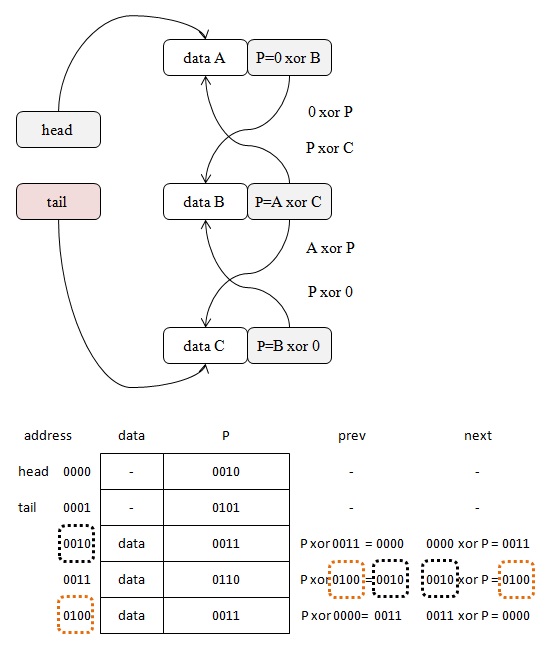 data A P=0 xor B
0 xor P
head
P xor C
tail
data B P=A xor C
A xor P
P xor 0
data C P=B xor 0
address data P prev next
head 0000 - 0010 - -
tail 0001 - 0101 - -
0010 data 0011 P xor 0011 = 0000 0000 xor P = 0011
0011 data 0110 P xor 0100 = 0010 0010 xor P = 0100
0100 data 0011 P xor 0000= 0011 0011 xor P = 0000